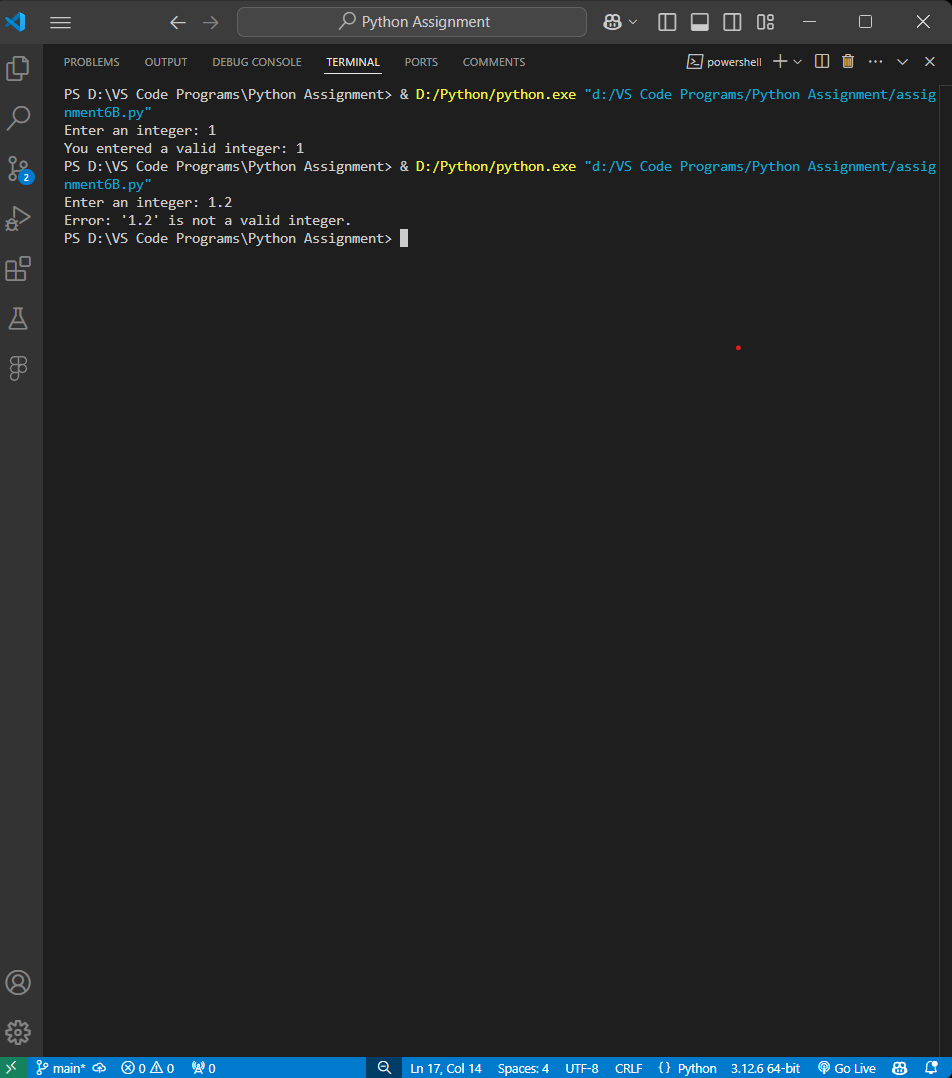 Python Assignment
PROBLEMS OUTPUT DEBUG CONSOLE TERMINAL PORTS COMMENTS powershell
PS D:\VS Code Programs\Python Assignment> & D:/Python/python.exe "d:/VS Code Programs/Python Assignment/assig
nment6B.py"
Enter an integer: 1
You entered a valid integer: 1
PS D:\VS Code Programs\Python Assignment> & D:/Python/python.exe "d:/VS Code Programs/Python Assignment/assig
nment6B.py"
Enter an integer: 1.2
Error: '1.2' is not a valid integer.
PS D:\VS Code Programs\Python Assignment>
2
main* 0 0 0 Ln 17, Col 14 Spaces: 4 UTF-8 CRLF {} Python 3.12.6 64-bit Go Live